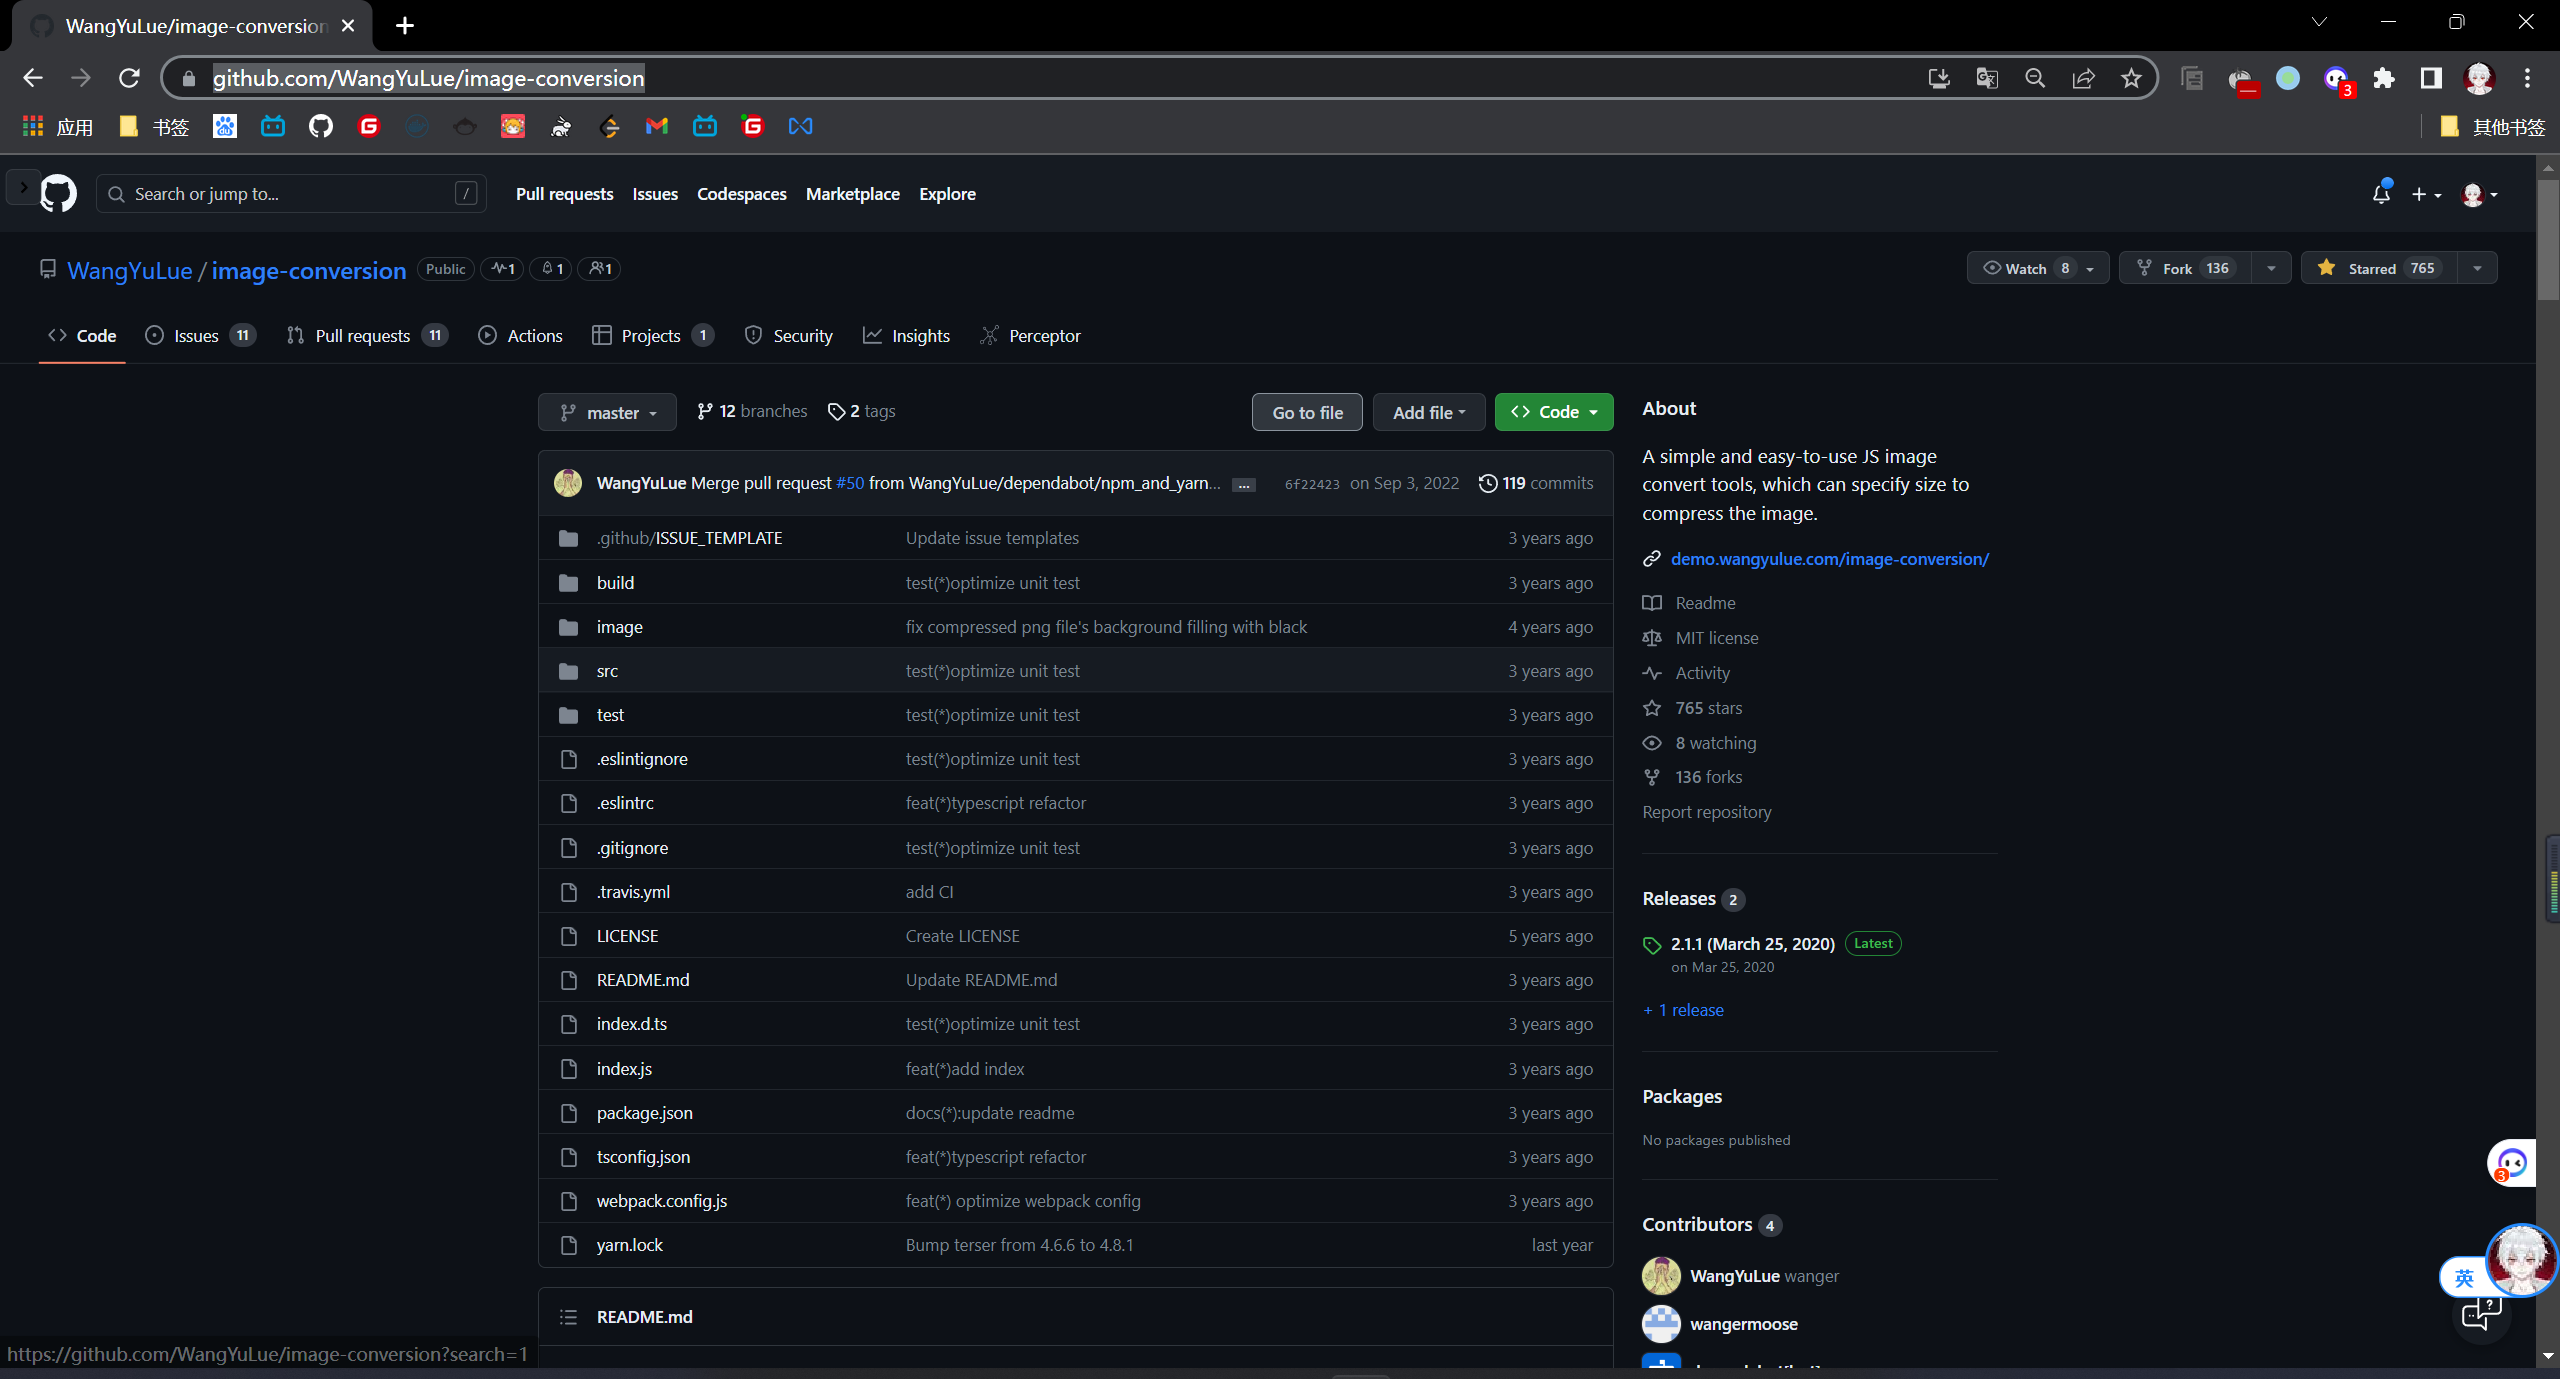 WangYuLue/image-conversion
github.com/WangYuLue/image-conversion
3
应用
书签
其他书签
Search or jump to...
/
Pull requests
Issues
Codespaces
Marketplace
Explore
WangYuLue / image-conversion
Public
1
1
1
Watch 8
Fork 136
Starred 765
Code
Issues 11
Pull requests 11
Actions
Projects 1
Security
Insights
Perceptor
master
12 branches
2 tags
Go to file
Add file
Code
WangYuLue Merge pull request #50 from WangYuLue/dependabot/npm_and_yarn... ... 6f22423 on Sep 3, 2022 119 commits
.github/ISSUE_TEMPLATE Update issue templates 3 years ago
build test(*)optimize unit test 3 years ago
image fix compressed png file's background filling with black 4 years ago
src test(*)optimize unit test 3 years ago
test test(*)optimize unit test 3 years ago
.eslintignore test(*)optimize unit test 3 years ago
.eslintrc feat(*)typescript refactor 3 years ago
.gitignore test(*)optimize unit test 3 years ago
.travis.yml add CI 3 years ago
LICENSE Create LICENSE 5 years ago
README.md Update README.md 3 years ago
index.d.ts test(*)optimize unit test 3 years ago
index.js feat(*)add index 3 years ago
package.json docs(*):update readme 3 years ago
tsconfig.json feat(*)typescript refactor 3 years ago
webpack.config.js feat(*) optimize webpack config 3 years ago
yarn.lock Bump terser from 4.6.6 to 4.8.1 last year
README.md
About
A simple and easy-to-use JS image
convert tools, which can specify size to
compress the image.
demo.wangyulue.com/image-conversion/
Readme
MIT license
Activity
765 stars
8 watching
136 forks
Report repository
Releases 2
2.1.1 (March 25, 2020) Latest
on Mar 25, 2020
+ 1 release
Packages
No packages published
Contributors 4
WangYuLue wanger
wangermoose
3
英
https://github.com/WangYuLue/image-conversion?search=1